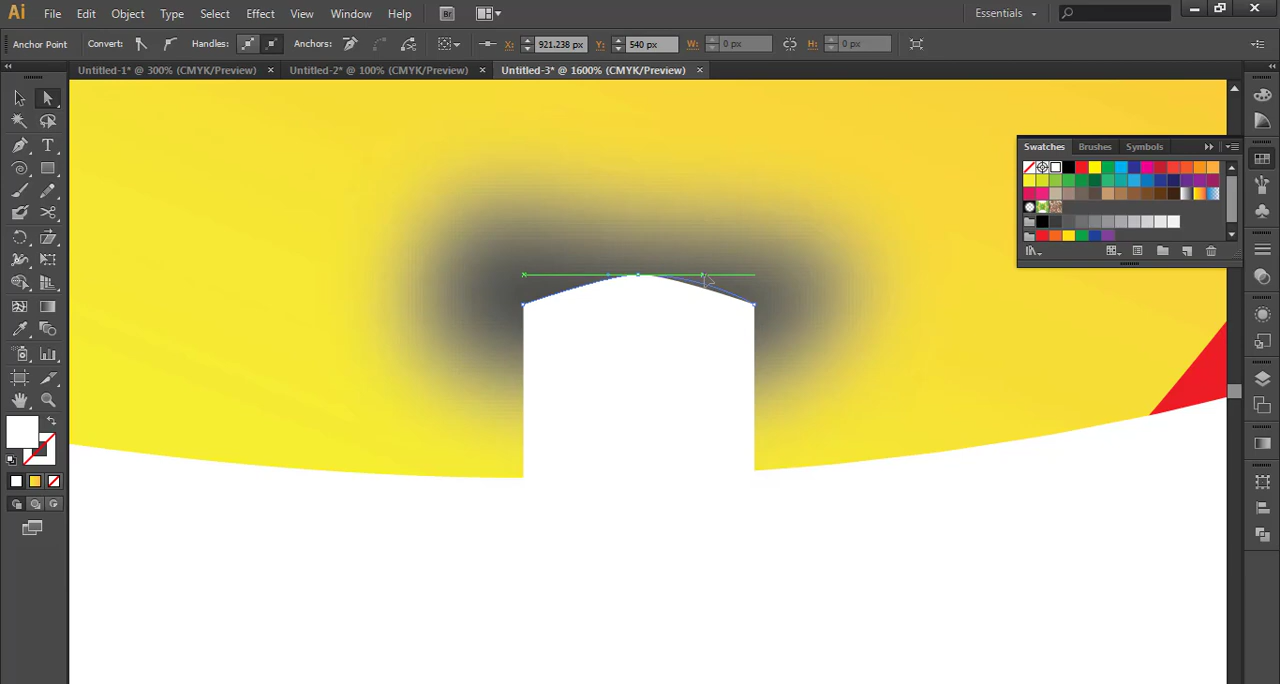 Ai File Edit Object Type Select Effect View Window Help Br Essentials
Anchor Point Convert: Handles: Anchors: X: 921.238 px Y: 540 px W: 0 px H: 0 px
Untitled-1* @ 300% (CMYK/Preview) × Untitled-2* @ 100% (CMYK/Preview) × Untitled-3* @ 1600% (CMYK/Preview) ×
Swatches Brushes Symbols
T